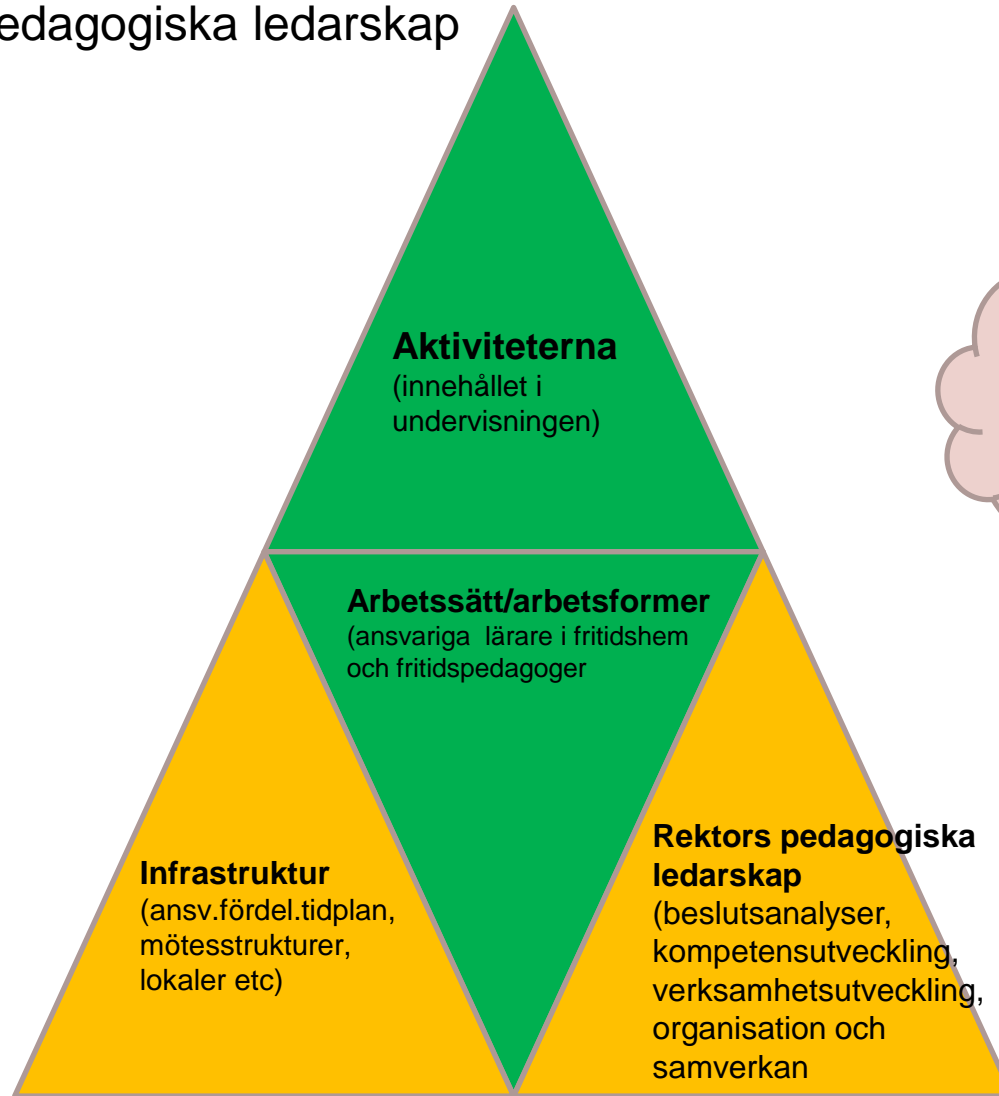 edagogiska ledarskap
Aktiviteterna
(innehållet i
undervisningen)
Arbetssätt/arbetsformer
(ansvariga  lärare i fritidshem
och fritidspedagoger
Infrastruktur
(ansv.fördel.tidplan,
mötesstrukturer,
lokaler etc)
Rektors pedagogiska
ledarskap
(beslutsanalyser,
kompetensutveckling,
verksamhetsutveckling,
organisation och
samverkan